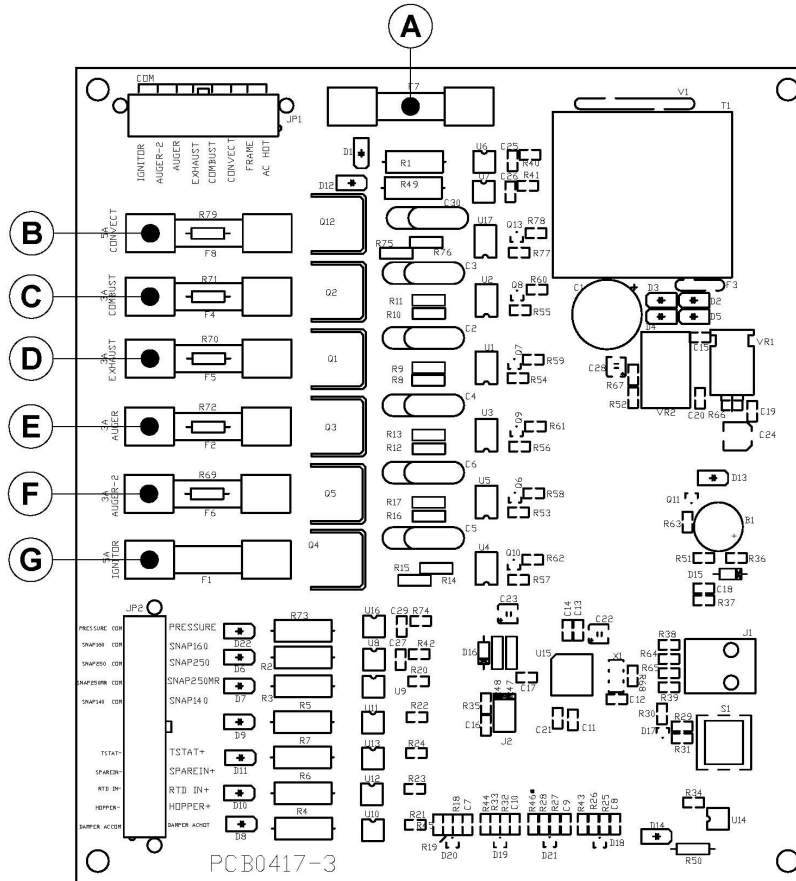 A
COM
F7
V1
T1
JP1
IGNITOR
AUGER-2
AUGER
EXHAUST
COMBUST
CONVECT
FRAME
AC HOT
D1
R1
U6
C25
R40
D12
R49
U7
C26
R41
C30
B
5A
CONVECT
R79
F8
Q12
R75
R76
U17
Q13
R78
R77
C
3A
COMBUST
R71
F4
Q2
C3
R11
R10
U2
Q8
R60
R55
C1
+
D3
D2
F3
D4
D5
D
3A
EXHAUST
R70
F5
Q1
C2
R9
R8
U1
Q7
R59
R54
C28
R67
R52
VR2
C15
VR1
C20
R66
C19
C24
E
3A
AUGER
R72
F2
Q3
C4
R13
R12
U3
Q9
R61
R56
F
3A
AUGER-2
R69
F6
Q5
C6
R17
R16
U5
Q6
R58
R53
D13
Q11
R63
B1
+
G
5A
IGNITOR
F1
Q4
C5
R15
R14
U4
Q10
R62
R57
R51
R36
D15
C18
R37
JP2
PRESSURE COM
PRESSURE
D22
R73
U16
C29
R74
SNAP160 COM
SNAP160
D6
R2
U8
C27
R42
SNAP250 COM
SNAP250
SNAP250MR COM
SNAP250MR
D7
R3
U9
R20
SNAP140 COM
SNAP140
D9
R5
U11
R22
TSTAT-
TSTAT+
D11
R7
U13
R24
SPAREIN-
SPAREIN+
RTD IN-
RTD IN+
D10
R6
U12
R23
HOPPER-
HOPPER+
DAMPER ACCOM
DAMPER ACHOT
D8
R4
U10
R21
R45
C23
D16
R35
C16
R48
R47
J2
C17
U15
C14
C13
C22
X1
R68
C12
C21
C11
R38
R64
R65
R39
J1
R30
D17
R29
R31
S1
R19
R18
C7
D20
R44
R33
R32
C10
D19
R46*
R28
R27
C9
D21
R43
R26
R25
C8
D18
R34
U14
D14
R50
PCB0417-3